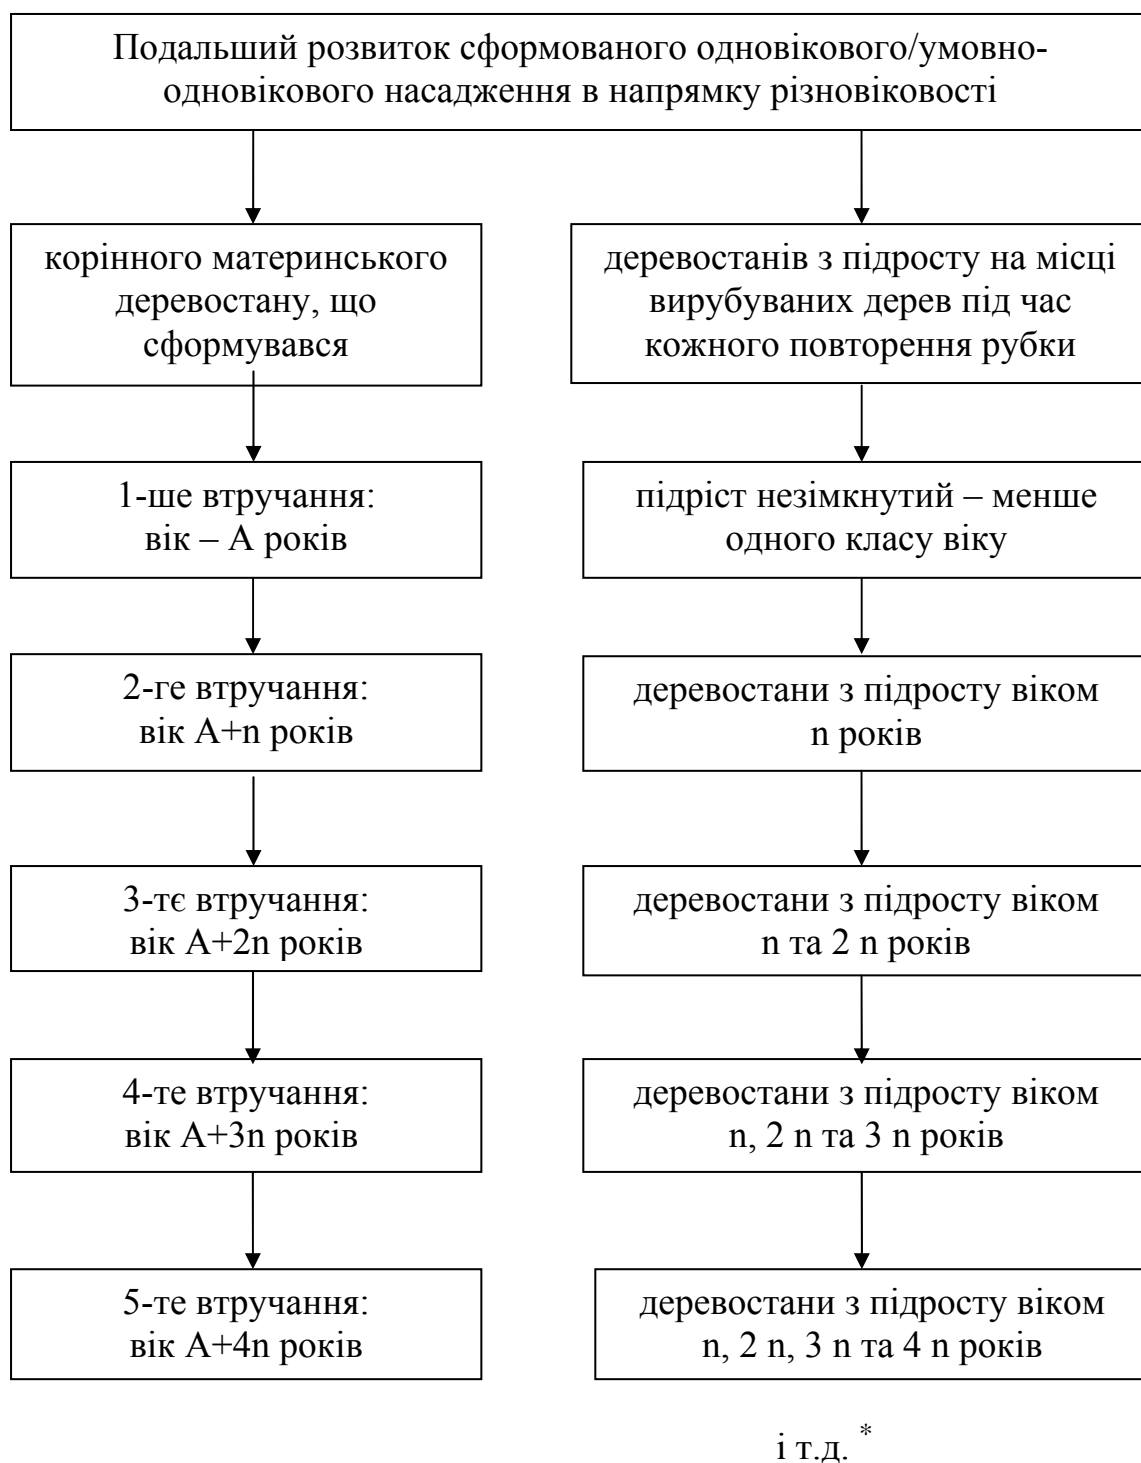 Подальший розвиток сформованого одновікового/умовно-
одновікового насадження в напрямку різновіковості
корінного материнського
деревостану, що
сформувався
деревостанів з підросту на місці
вирубуваних дерев під час
кожного повторення рубки
1-ше втручання:
вік – А років
підріст незімкнутий – менше
одного класу віку
2-ге втручання:
вік А+n років
деревостани з підросту віком
n років
3-тє втручання:
вік А+2n років
деревостани з підросту віком
n та 2 n років
4-те втручання:
вік А+3n років
деревостани з підросту віком
n, 2 n та 3 n років
5-те втручання:
вік А+4n років
деревостани з підросту віком
n, 2 n, 3 n та 4 n років
і т.д. *